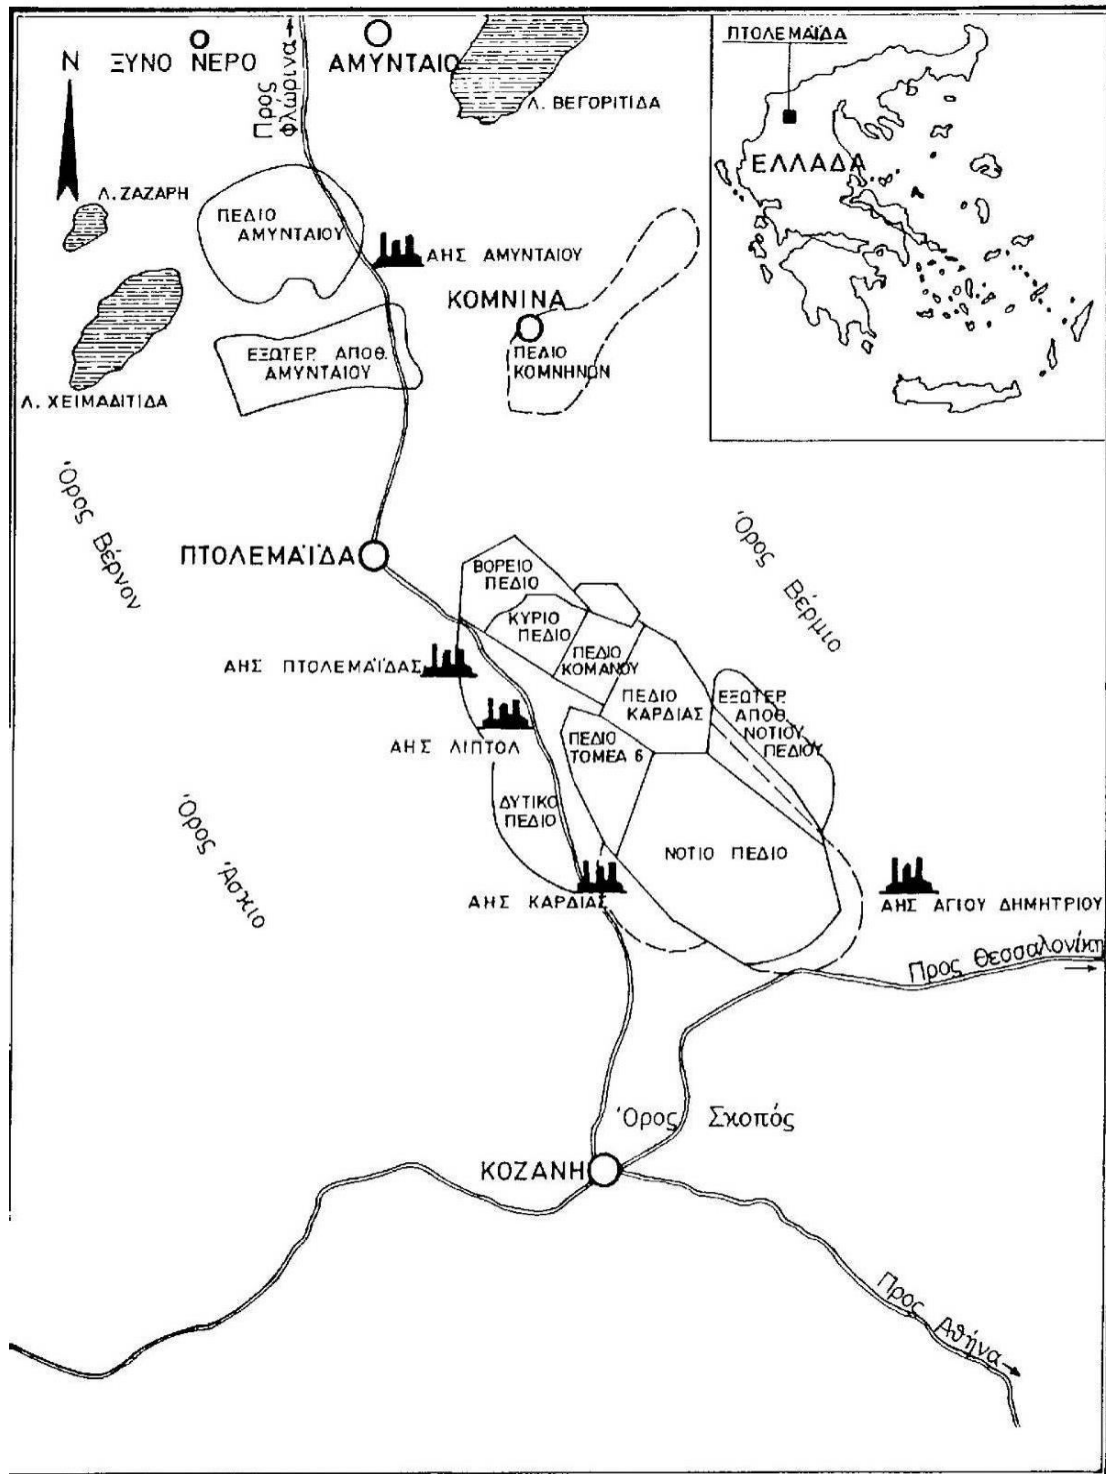 N
ΞΥΝΟ ΝΕΡΟ
Προς
Φλώρινα
ΑΜΥΝΤΑΙΟ
Λ. ΒΕΓΟΡΙΤΙΔΑ
ΠΤΟΛΕΜΑΪΔΑ
ΕΛΛΑΔΑ
Λ. ΖΑΖΑΡΗ
ΠΕΔΙΟ
ΑΜΥΝΤΑΙΟΥ
ΑΗΣ ΑΜΥΝΤΑΙΟΥ
ΚΟΜΝΙΝΑ
ΠΕΔΙΟ
ΚΟΜΝΗΝΩΝ
ΕΞΩΤΕΡ. ΑΠΟΘ.
ΑΜΥΝΤΑΙΟΥ
Λ. ΧΕΙΜΑΔΙΤΙΔΑ
Όρος Βέρνον
Όρος Βέρμιο
ΠΤΟΛΕΜΑΪΔΑ
ΒΟΡΕΙΟ
ΠΕΔΙΟ
ΚΥΡΙΟ
ΠΕΔΙΟ
ΠΕΔΙΟ
ΚΟΜΑΝΟΥ
ΑΗΣ ΠΤΟΛΕΜΑΪΔΑΣ
ΠΕΔΙΟ
ΚΑΡΔΙΑΣ
ΕΞΩΤΕΡ.
ΑΠΟΘ.
ΝΟΤΙΟΥ
ΠΕΔΙΟΥ
ΑΗΣ ΛΙΠΤΟΛ
ΠΕΔΙΟ
ΤΟΜΕΑ 6
Όρος Άσκιο
ΔΥΤΙΚΟ
ΠΕΔΙΟ
ΝΟΤΙΟ ΠΕΔΙΟ
ΑΗΣ ΚΑΡΔΙΑΣ
ΑΗΣ ΑΓΙΟΥ ΔΗΜΗΤΡΙΟΥ
Προς Θεσσαλονίκη
Όρος Σκοπός
ΚΟΖΑΝΗ
Προς Αθήνα